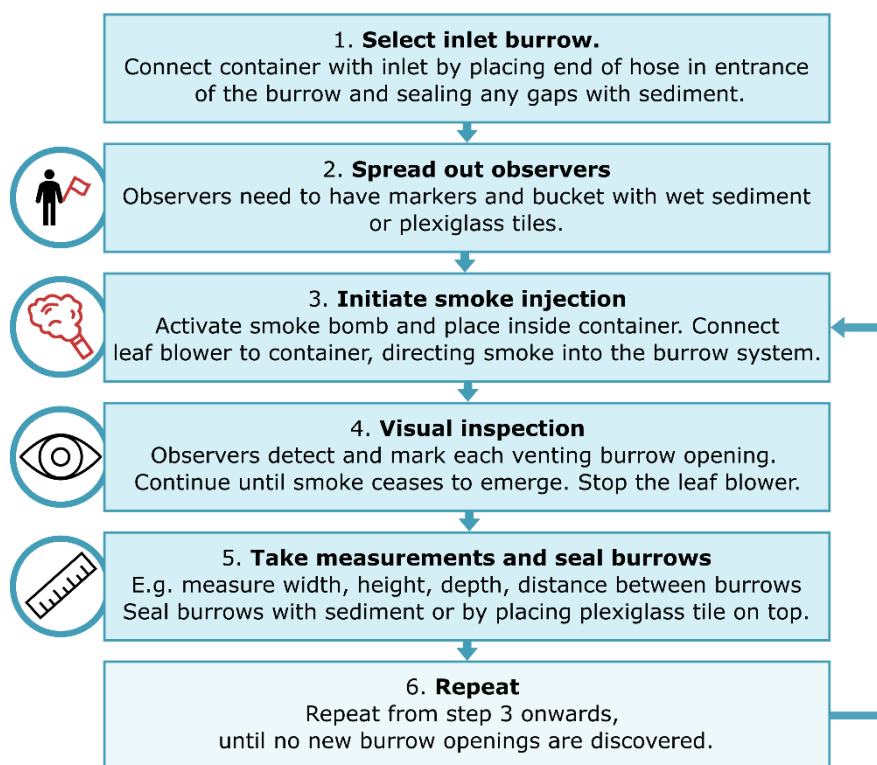 1. Select inlet burrow.
Connect container with inlet by placing end of hose in entrance
of the burrow and sealing any gaps with sediment.
2. Spread out observers
Observers need to have markers and bucket with wet sediment
or plexiglass tiles.
3. Initiate smoke injection
Activate smoke bomb and place inside container. Connect
leaf blower to container, directing smoke into the burrow system.
4. Visual inspection
Observers detect and mark each venting burrow opening.
Continue until smoke ceases to emerge. Stop the leaf blower.
5. Take measurements and seal burrows
E.g. measure width, height, depth, distance between burrows
Seal burrows with sediment or by placing plexiglass tile on top.
6. Repeat
Repeat from step 3 onwards,
until no new burrow openings are discovered.